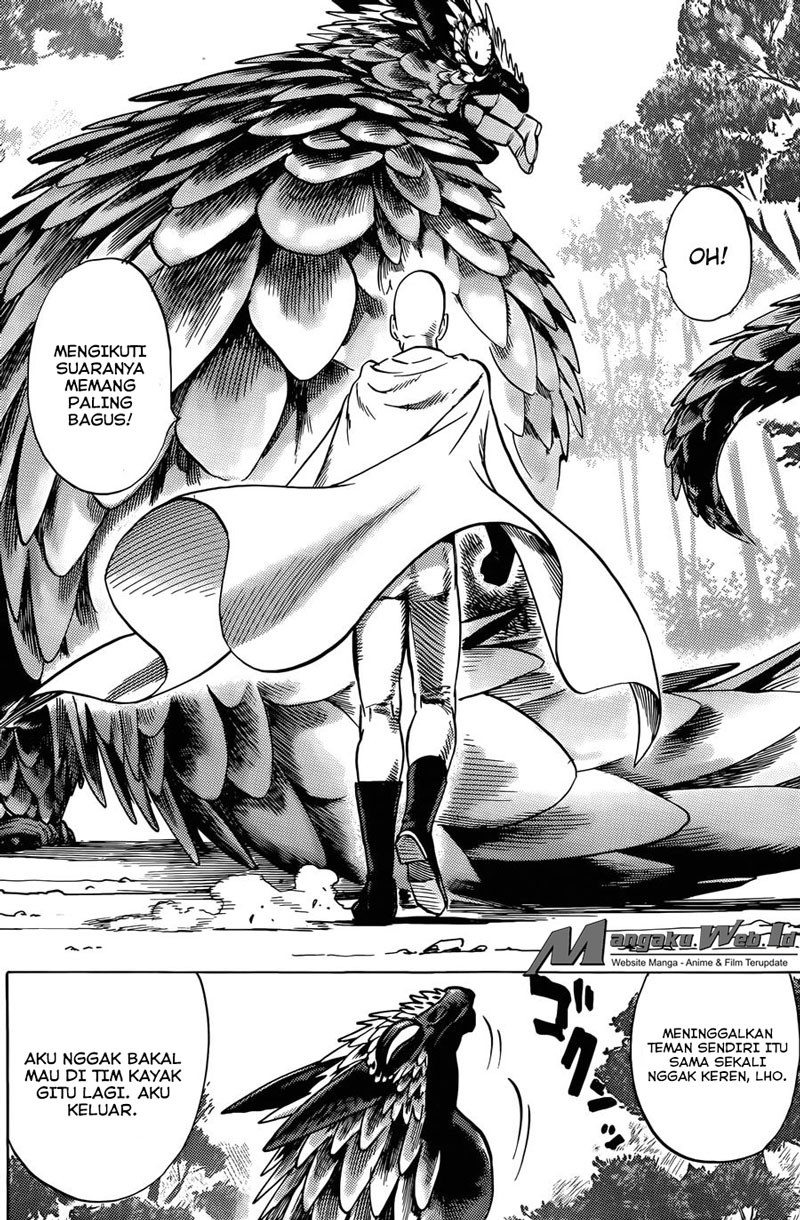 OH!
MENGIKUTI
SUARANYA
MEMANG
PALING
BAGUS!
Mangaku.Web.Id
Website Manga - Anime & Film Terupdate
MENINGGALKAN
TEMAN SENDIRI ITU
SAMA SEKALI
NGGAK KEREN, LHO.
ゴクン
AKU NGGAK BAKAL
MAU DI TIM KAYAK
GITU LAGI. AKU
KELUAR.